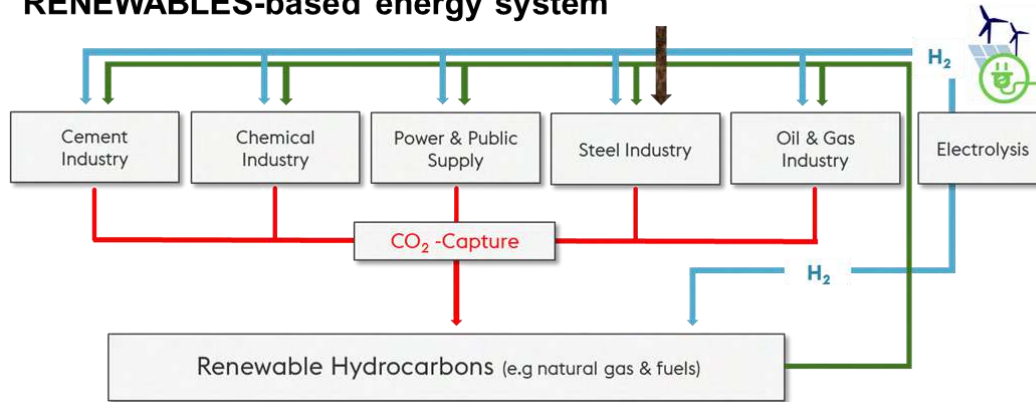 RENEWABLES-based energy system
H₂
Cement
Industry
Chemical
Industry
Power & Public
Supply
Steel Industry
Oil & Gas
Industry
Electrolysis
CO₂ -Capture
H₂
Renewable Hydrocarbons (e.g natural gas & fuels)